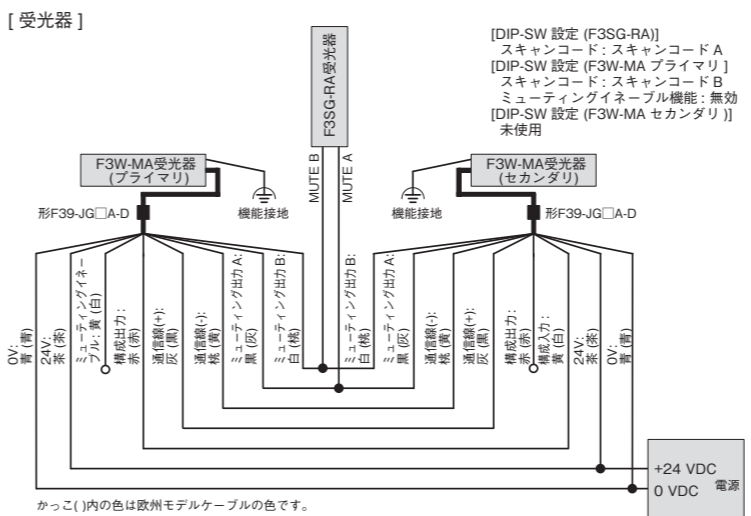 [ 受光器 ]
[DIP-SW 設定 (F3SG-RA)]
スキャンコード : スキャンコード A
[DIP-SW 設定 (F3W-MA プライマリ ]
スキャンコード : スキャンコード B
ミューティングイネーブル機能 : 無効
[DIP-SW 設定 (F3W-MA セカンダリ )]
未使用
F3SG-RA受光器
MUTE B
MUTE A
F3W-MA受光器
(プライマリ)
機能接地
形F39-JG□A-D
F3W-MA受光器
(セカンダリ)
機能接地
形F39-JG□A-D
0V:
青 (青)
24V:
茶 (茶)
ミューティングイネー
ブル: 黄 (白)
構成出力 :
赤 (赤)
通信線(+):
灰 (黒)
通信線(-):
桃 (黄)
ミューティング出力 A:
黒 (灰)
ミューティング出力 B:
白 (桃)
ミューティング出力 B:
白 (桃)
ミューティング出力 A:
黒 (灰)
通信線(-):
桃 (黄)
通信線(+):
灰 (黒)
構成出力 :
赤 (赤)
構成入力 :
黄 (白)
24V:
茶 (茶)
0V:
青 (青)
+24 VDC
0 VDC
電源
かっこ( )内の色は欧州モデルケーブルの色です。